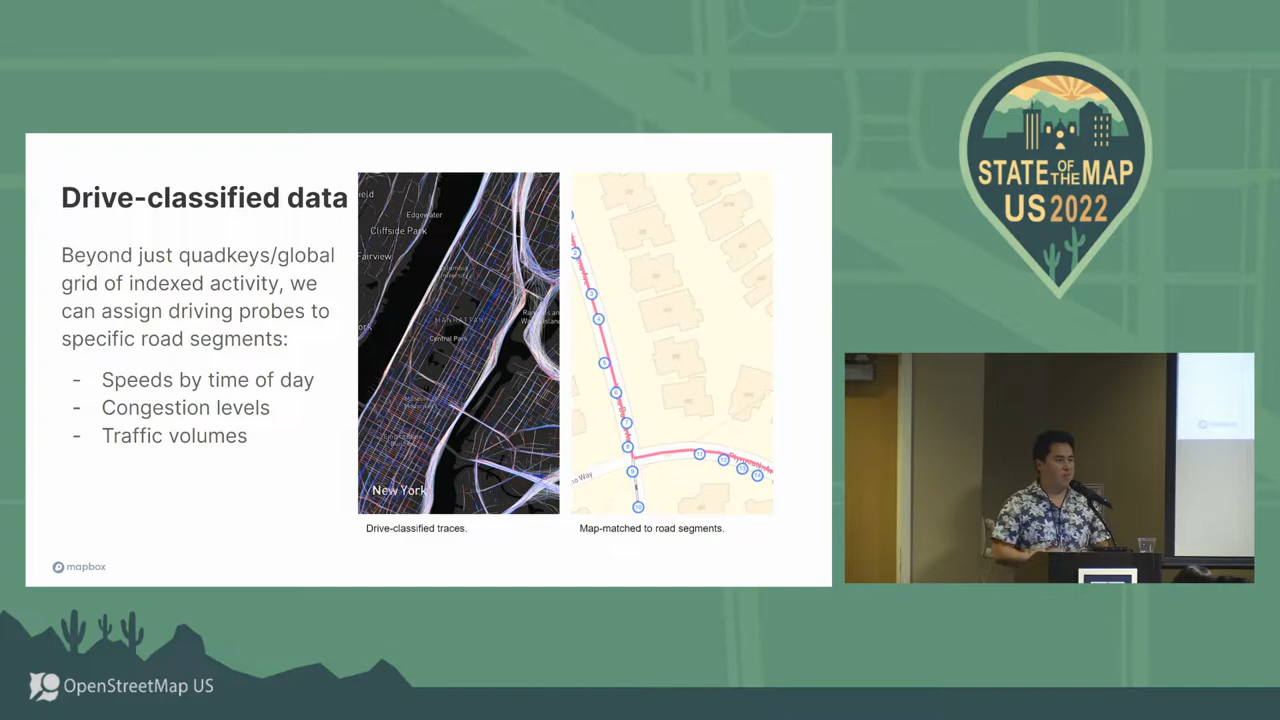 Drive-classified data
Beyond just quadkeys/global
grid of indexed activity, we
can assign driving probes to
specific road segments:
- Speeds by time of day
- Congestion levels
- Traffic volumes
Edgewater
Cliffside Park
Fairview
MANHATTAN
Central Park
New York
Drive-classified traces.
Map-matched to road segments.
mapbox
STATE OF THE MAP
US 2022
OpenStreetMap US